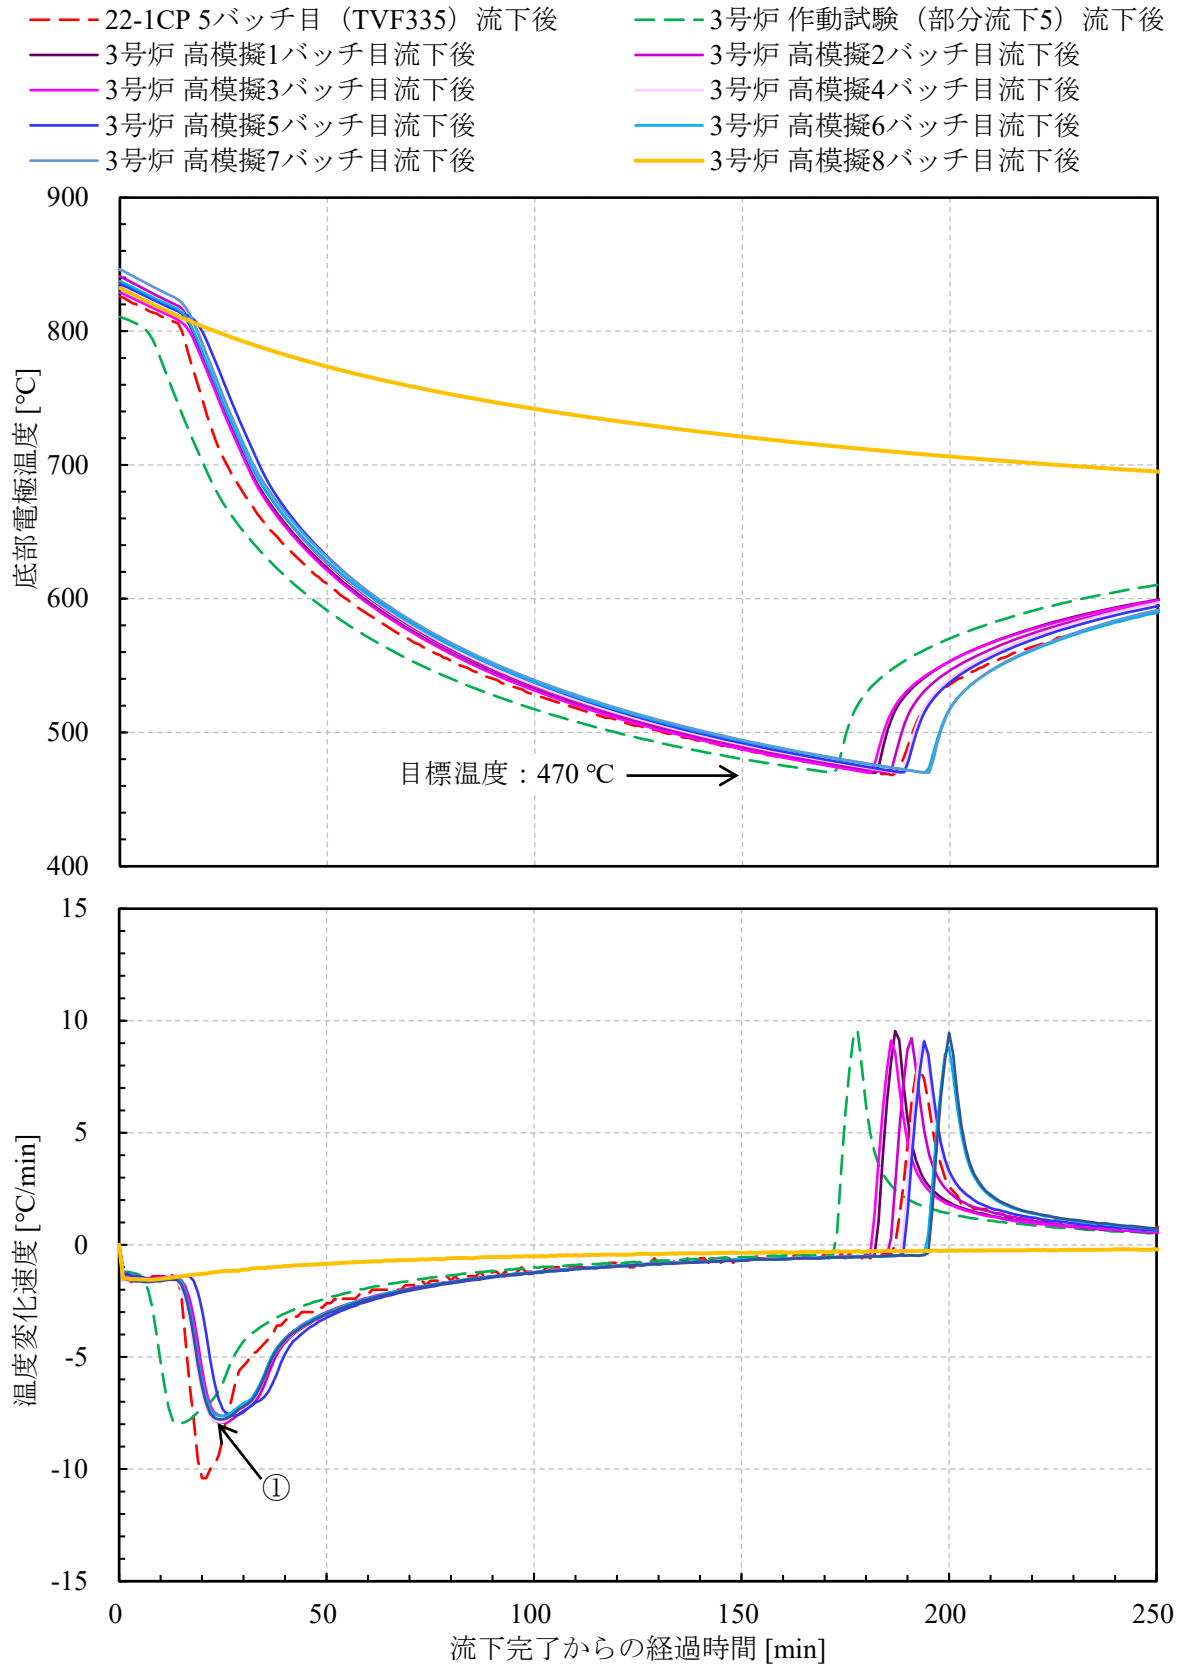 22-1CP 5バッチ目（TVF335）流下後
3号炉 作動試験（部分流下5）流下後
3号炉 高模擬1バッチ目流下後
3号炉 高模擬2バッチ目流下後
3号炉 高模擬3バッチ目流下後
3号炉 高模擬4バッチ目流下後
3号炉 高模擬5バッチ目流下後
3号炉 高模擬6バッチ目流下後
3号炉 高模擬7バッチ目流下後
3号炉 高模擬8バッチ目流下後
900
800
700
600
500
400
底部電極温度 [℃]
目標温度：470 ℃
15
10
5
0
-5
-10
-15
温度変化速度 [℃/min]
①
0
50
100
150
200
250
流下完了からの経過時間 [min]